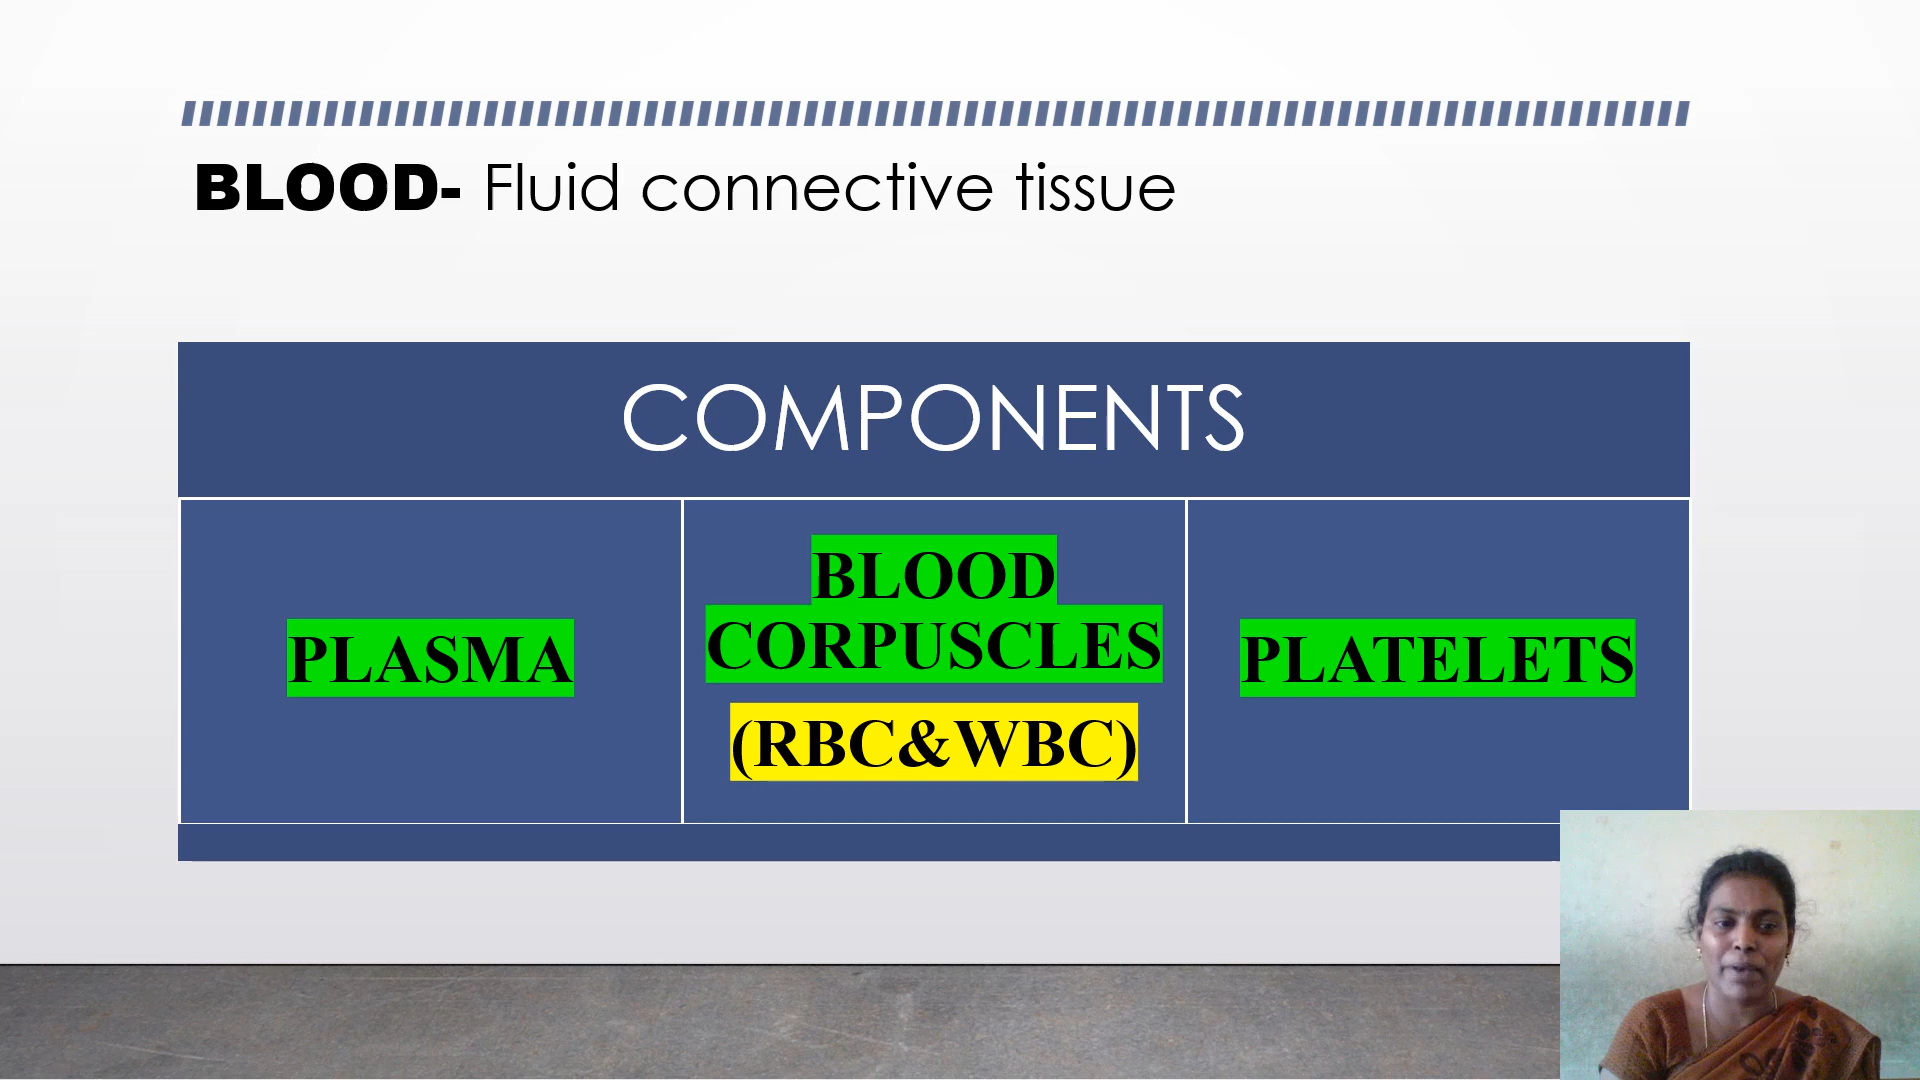 BLOOD- Fluid connective tissue
COMPONENTS
PLASMA
BLOOD
CORPUSCLES
(RBC&WBC)
PLATELETS